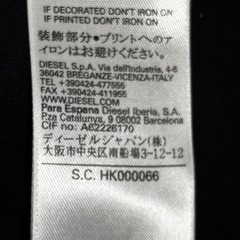 IF DECORATED DON'T IRON ON
IF PRINTED DON'T IRON ON
装飾部分・プリントへのア
イロンはお避けください。
DIESEL S.p.A. Via dell'Industria, 4-6
36042 BREGANZE-VICENZA-ITALY
TEL +390424-477555
FAX +390424-411955
www.diesel.com
Para Espana Diesel Iberia, S.A.
P.za Catalunya, 9 08002 Barcelona
CIF no: A62226170
ディーゼルジャパン(株)
大阪市中央区南船場3-12-12
S.C. HK000066